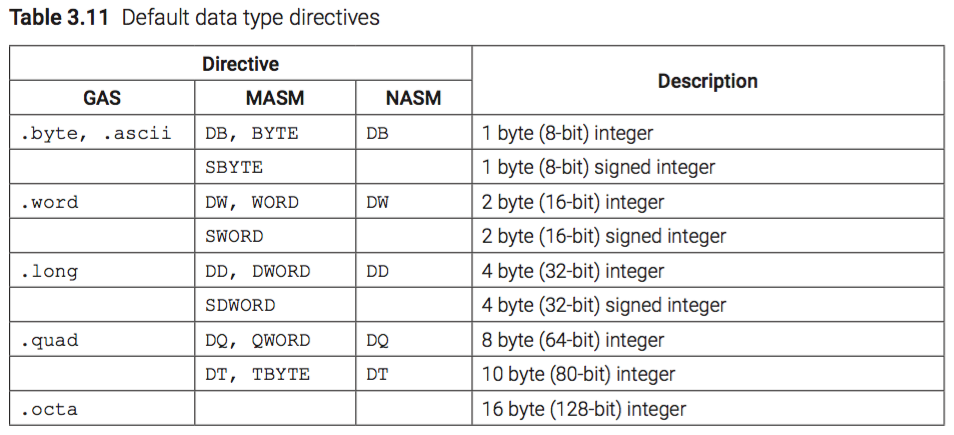 Table 3.11 Default data type directives
Directive Description
GAS MASM NASM
.byte, .ascii DB, BYTE DB 1 byte (8-bit) integer
SBYTE 1 byte (8-bit) signed integer
.word DW, WORD DW 2 byte (16-bit) integer
SWORD 2 byte (16-bit) signed integer
.long DD, DWORD DD 4 byte (32-bit) integer
SDWORD 4 byte (32-bit) signed integer
.quad DQ, QWORD DQ 8 byte (64-bit) integer
DT, TBYTE DT 10 byte (80-bit) integer
.octa 16 byte (128-bit) integer